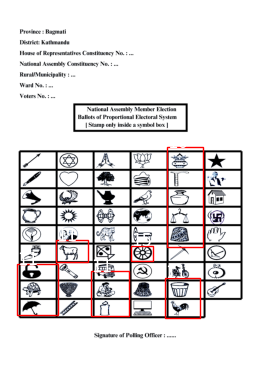 Province : Bagmati
District: Kathmandu
House of Representatives Constituency No. : ...
National Assembly Constituency No. : ...
Rural/Municipality : ...
Ward No. : ...
Voters No. : ...
National Assembly Member Election
Ballots of Proportional Electoral System
[ Stamp only inside a symbol box ]
Signature of Polling Officer : ......